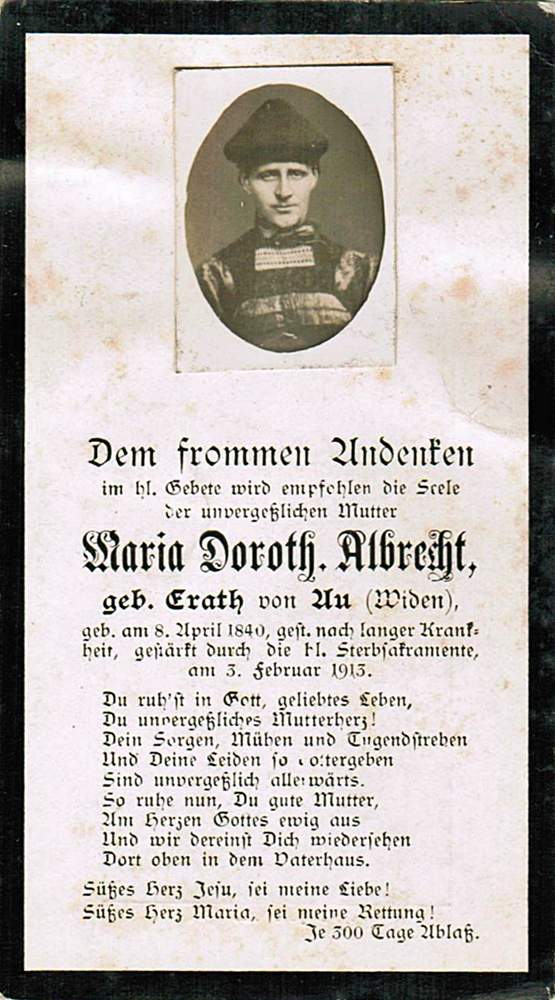 Dem frommen Andenken
im hl. Gebete wird empfohlen die Seele
der unvergeßlichen Mutter
Maria Doroth. Albrecht,
geb. Erath von Au (Widen),
geb. am 8. April 1840, gest. nach langer Krank-
heit, gestärkt durch die hl. Sterbsakramente,
am 3. Februar 1913.
Du ruh'st in Gott, geliebtes Leben,
Du unvergeßliches Mutterherz!
Dein Sorgen, Mühen und Tugendstreben
Und Deine Leiden so gottergeben
Sind unvergeßlich allerwärts.
So ruhe nun, Du gute Mutter,
Am Herzen Gottes ewig aus
Und wir dereinst Dich wiedersehen
Dort oben in dem Vaterhaus.
Süßes Herz Jesu, sei meine Liebe!
Süßes Herz Maria, sei meine Rettung!
Je 300 Tage Ablaß.